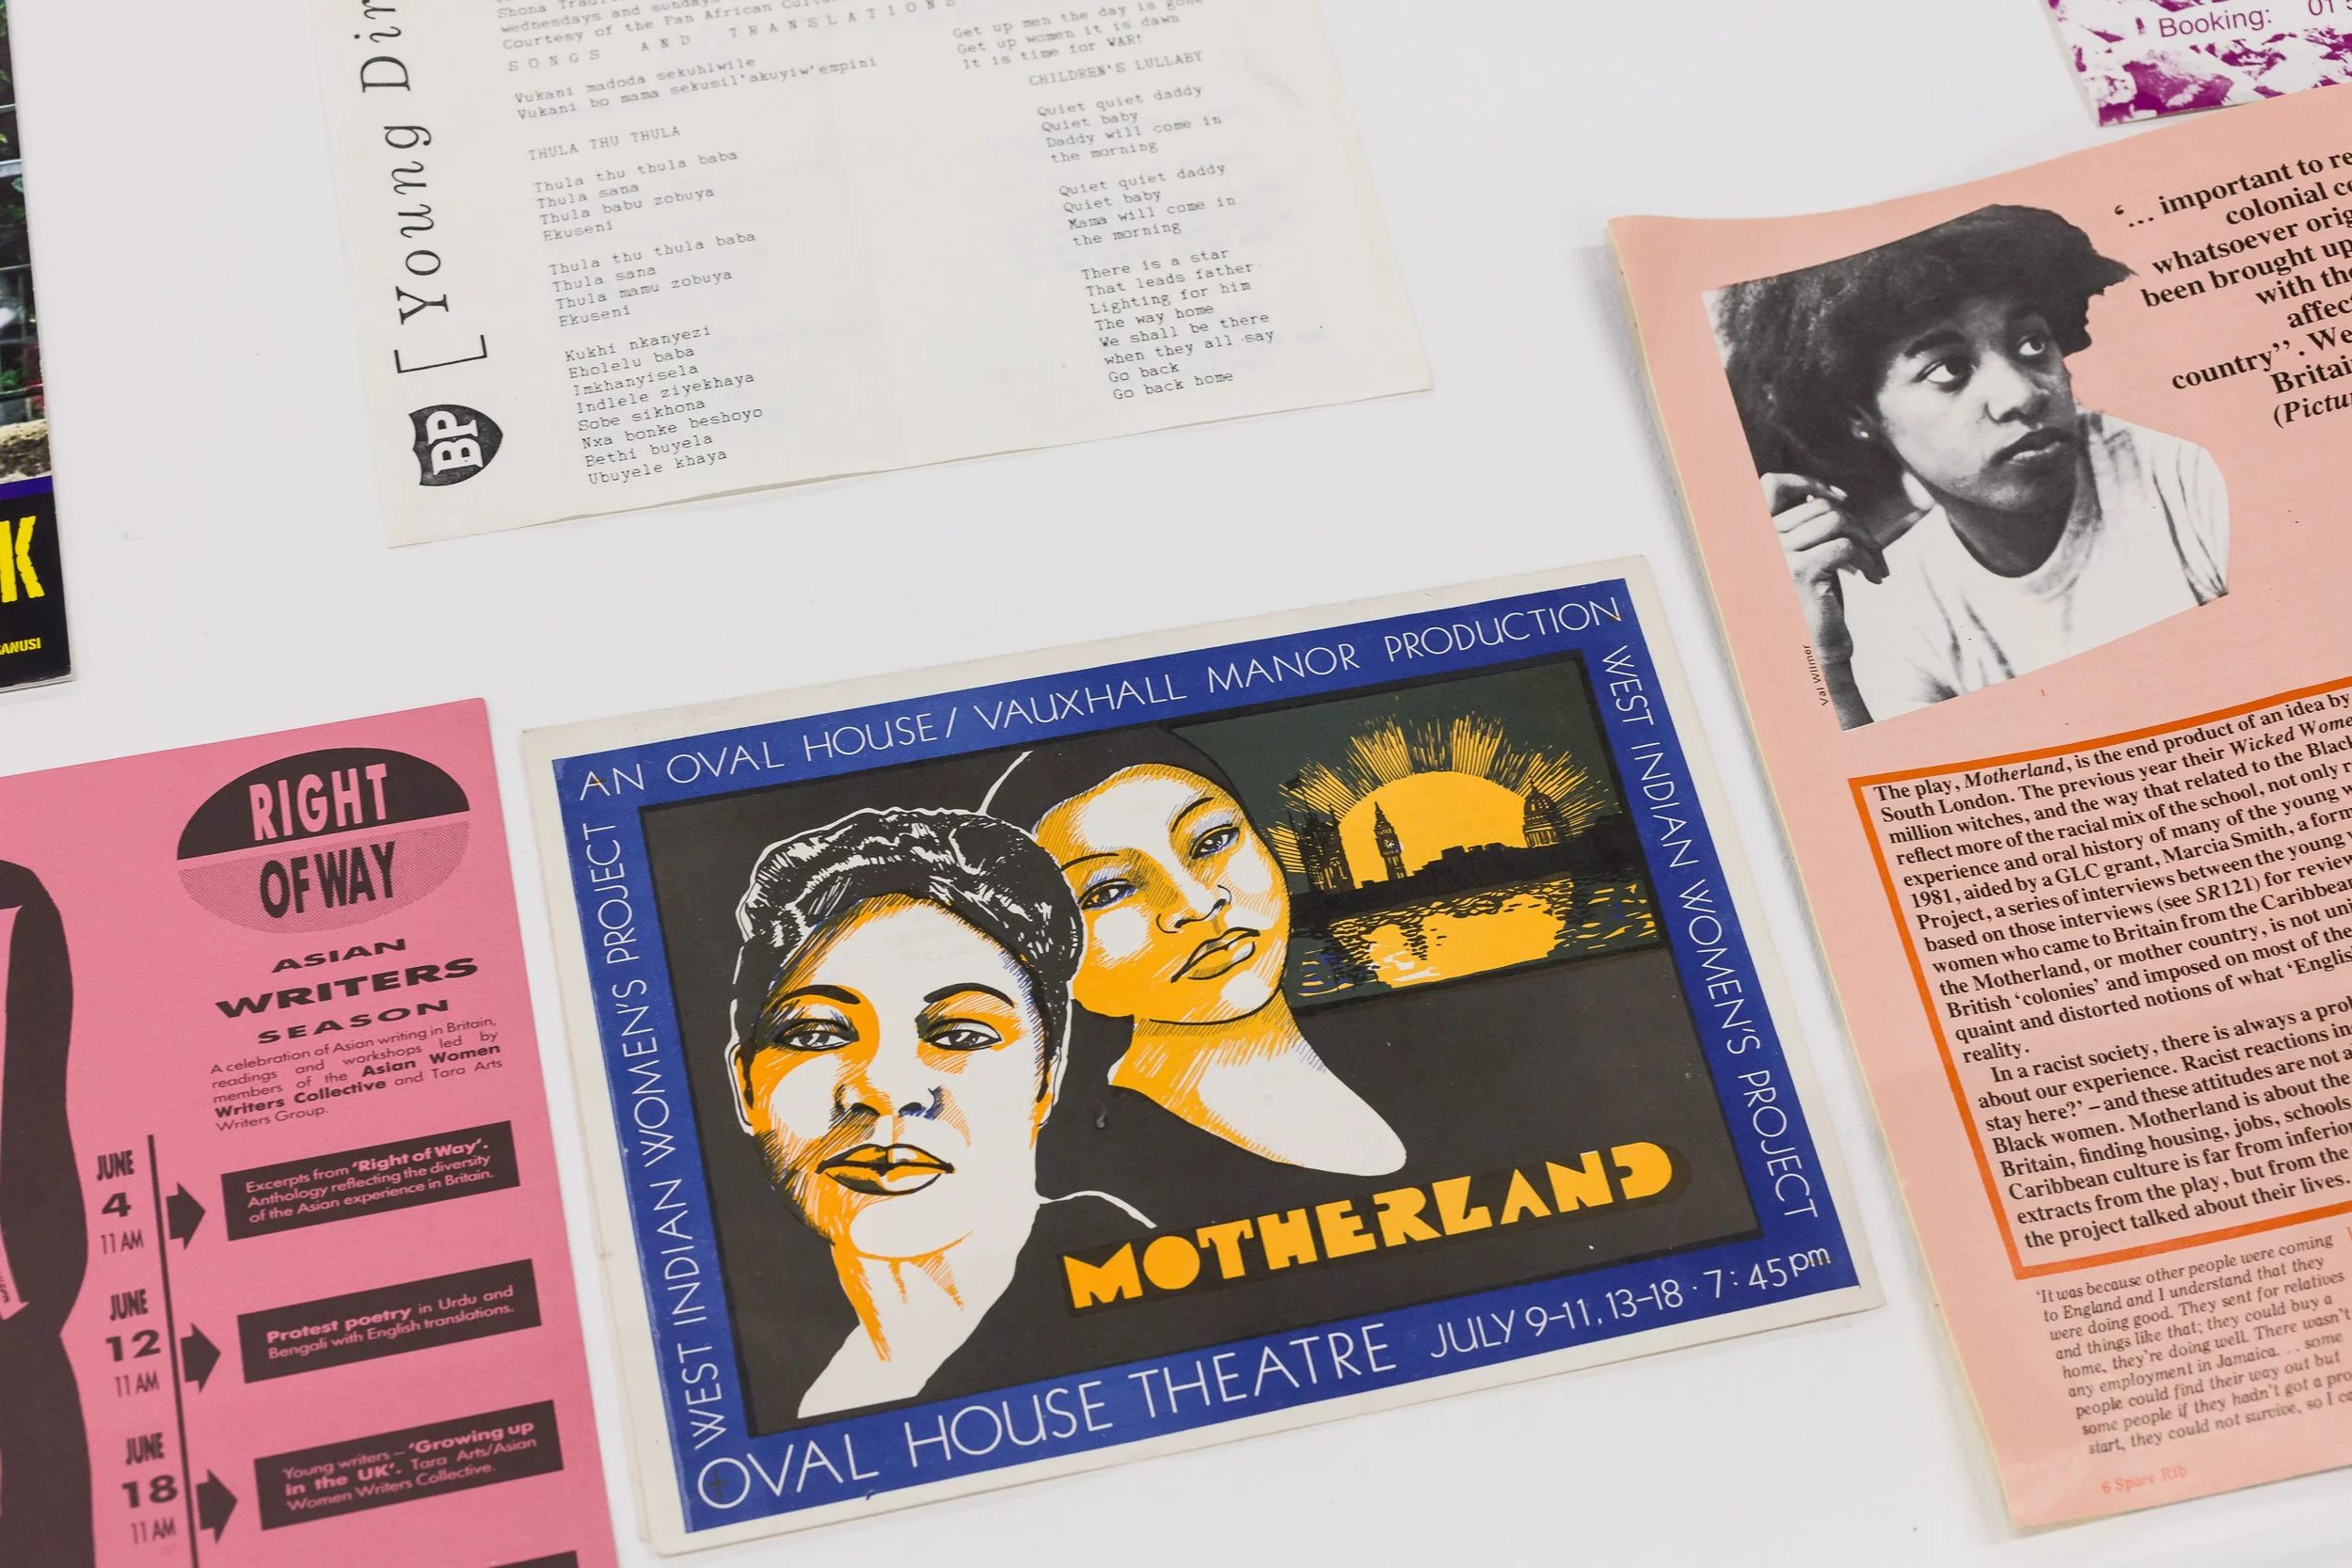 K
ANUSI
BP
[ Young Dir
Shona Tradi
wednesdays and sundays
Courtesy of the Pan African Cultu
SONGS AND TRANSLATIONS
Vukani madoda sekuhlwile
Vukani bo mama sekusil'akuyiw'empini
THULA THU THULA
Thula thu thula baba
Thula sana
Thula babu zobuya
Ekuseni
Thula thu thula baba
Thula sana
Thula mamu zobuya
Ekuseni
Kukhi nkanyezi
Eholelu baba
Imkhanyisela
Indlele ziyekhaya
Sobe sikhona
Nxa bonke beshoyo
Bethi buyela
Ubuyele khaya
Get up men the day is gone
Get up women it is dawn
It is time for WAR!
CHILDREN'S LULLABY
Quiet quiet daddy
Quiet baby
Daddy will come in
the morning
Quiet quiet daddy
Quiet baby
Mama will come in
the morning
There is a star
That leads father
Lighting for him
The way home
We shall be there
when they all say
Go back
Go back home
Booking: 01
'... important to re
colonial co
whatsoever orig
been brought up
with the
affec
country". We
Britai
(Pictu
Val Wilmer
The play, Motherland, is the end product of an idea by
South London. The previous year their Wicked Wome
million witches, and the way that related to the Black
reflect more of the racial mix of the school, not only r
experience and oral history of many of the young w
1981, aided by a GLC grant, Marcia Smith, a form
Project, a series of interviews between the young
based on those interviews (see SR121) for review
women who came to Britain from the Caribbean
the Motherland, or mother country, is not uni
British 'colonies' and imposed on most of the
quaint and distorted notions of what 'Englis
reality.
In a racist society, there is always a pro
about our experience. Racist reactions in
stay here?' – and these attitudes are not a
Black women. Motherland is about the
Britain, finding housing, jobs, schools
Caribbean culture is far from inferior
extracts from the play, but from the
the project talked about their lives.
'It was because other people were coming
to England and I understand that they
were doing good. They sent for relatives
and things like that; they could buy a
home, they're doing well. There wasn't
any employment in Jamaica. . . some
people could find their way out but
some people if they hadn't got a pro
start, they could not survive, so I ca
6 Spare Rib
RIGHT
OF WAY
ASIAN
WRITERS
SEASON
A celebration of Asian writing in Britain,
readings and workshops led by
members of the Asian Women
Writers Collective and Tara Arts
Writers Group.
JUNE
4
11 AM
Excerpts from 'Right of Way'.
Anthology reflecting the diversity
of the Asian experience in Britain.
JUNE
12
11 AM
Protest poetry in Urdu and
Bengali with English translations.
JUNE
18
11 AM
Young writers – 'Growing up
in the UK'. Tara Arts/Asian
Women Writers Collective.
AN OVAL HOUSE/ VAUXHALL MANOR PRODUCTION
WEST INDIAN WOMEN'S PROJECT
WEST INDIAN WOMEN'S PROJECT
MOTHERLAND
OVAL HOUSE THEATRE JULY 9–11, 13–18 · 7:45pm